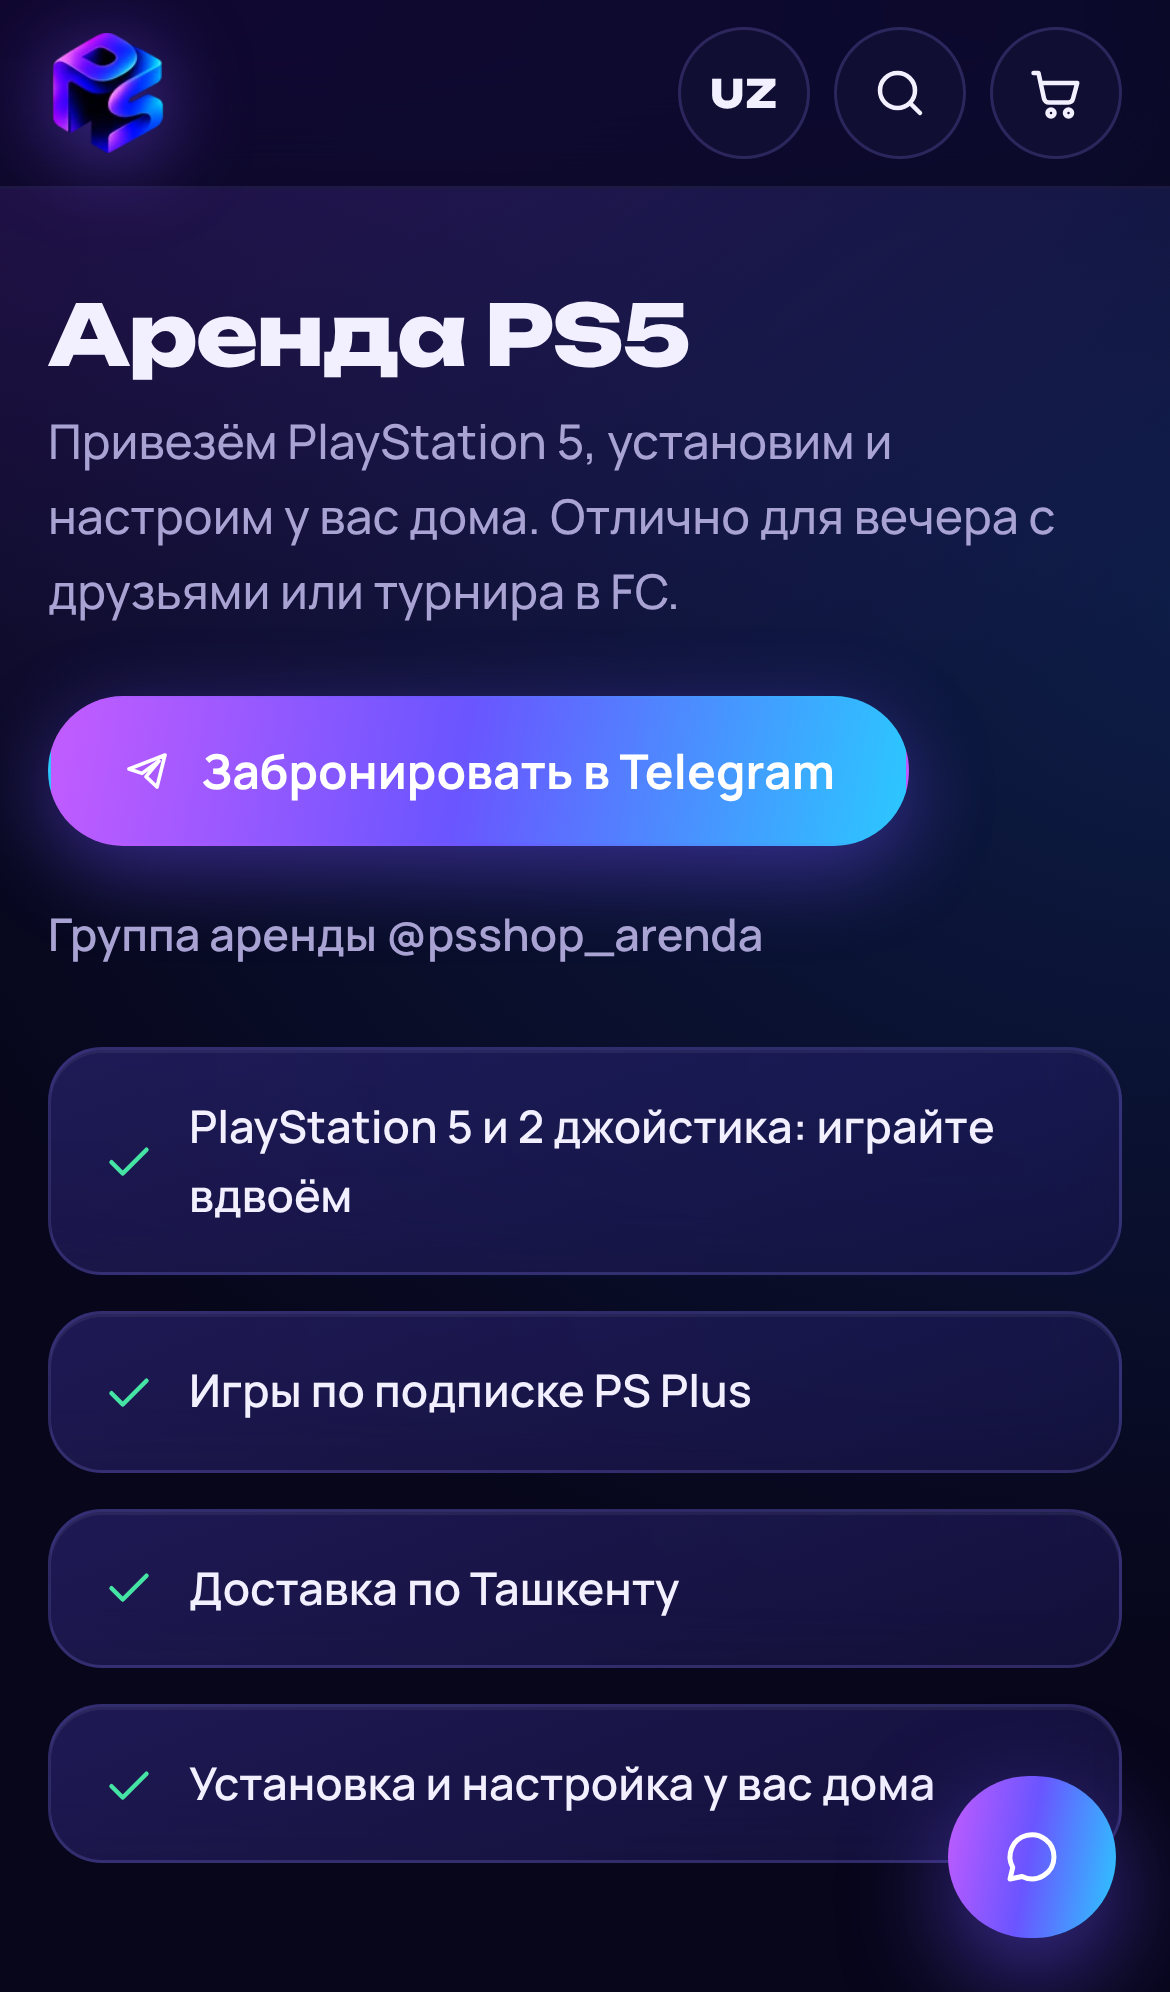 PS
UZ
Аренда PS5
Привезём PlayStation 5, установим и
настроим у вас дома. Отлично для вечера с
друзьями или турнира в FC.
Забронировать в Telegram
Группа аренды @psshop_arenda
PlayStation 5 и 2 джойстика: играйте
вдвоём
Игры по подписке PS Plus
Доставка по Ташкенту
Установка и настройка у вас дома